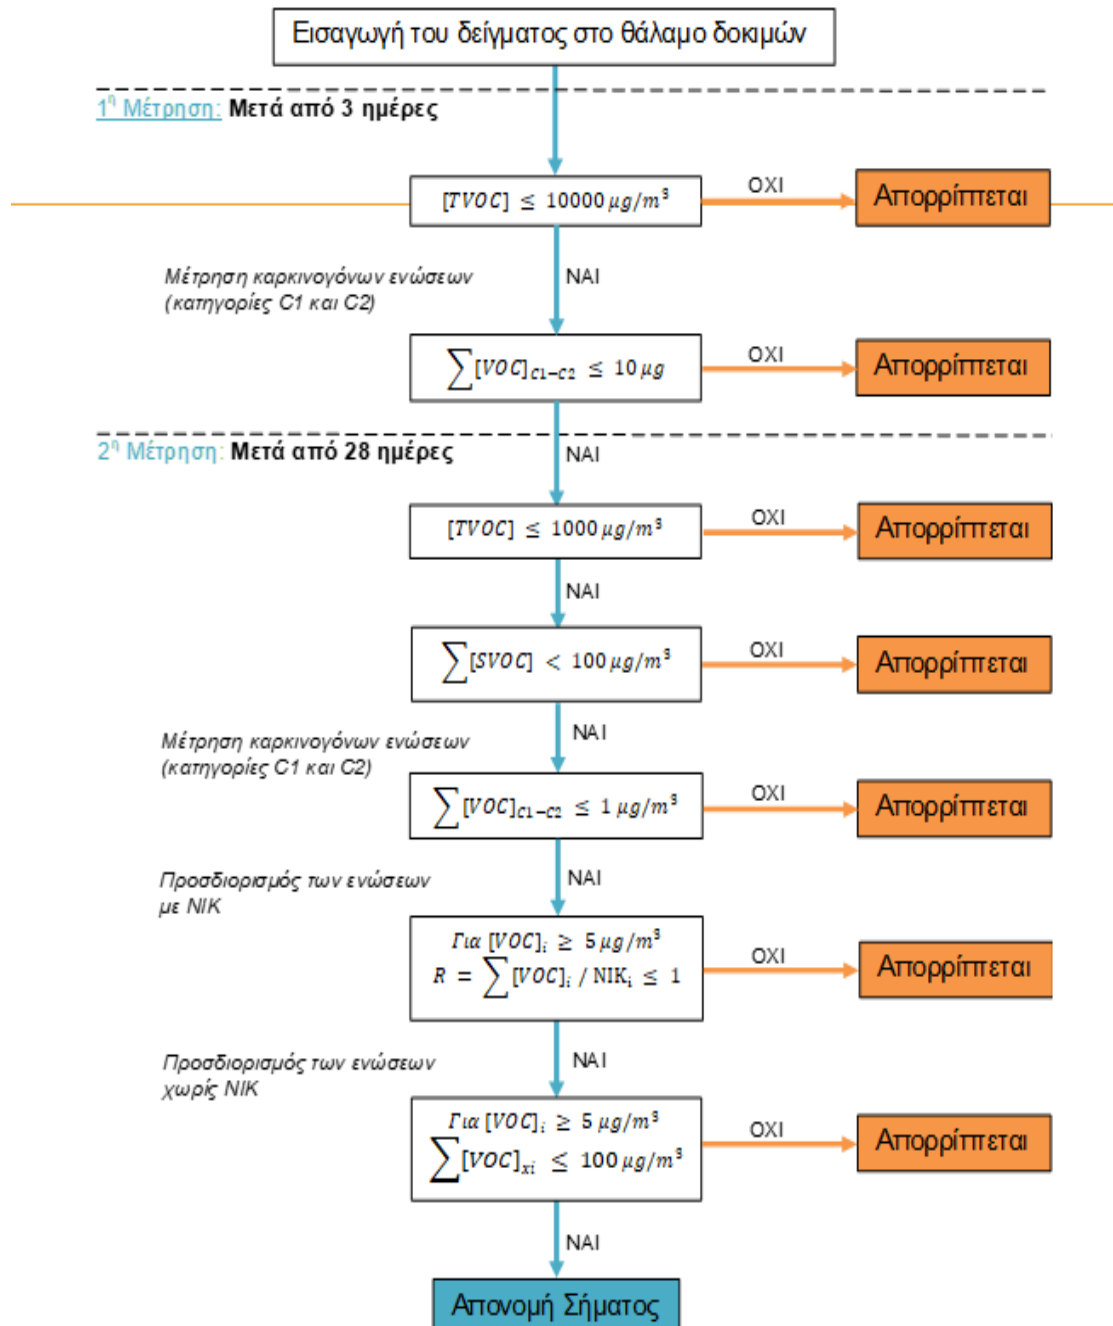 Εισαγωγή του δείγματος στο θάλαμο δοκιμών
1η Μέτρηση: Μετά από 3 ημέρες
[TVOC] ≤ 10000 μg/m³
ΟΧΙ
Απορρίπτεται
Μέτρηση καρκινογόνων ενώσεων
(κατηγορίες C1 και C2)
ΝΑΙ
∑[VOC]C1−C2 ≤ 10 μg
ΟΧΙ
Απορρίπτεται
2η Μέτρηση: Μετά από 28 ημέρες
ΝΑΙ
[TVOC] ≤ 1000 μg/m³
ΟΧΙ
Απορρίπτεται
ΝΑΙ
∑[SVOC] < 100 μg/m³
ΟΧΙ
Απορρίπτεται
ΝΑΙ
Μέτρηση καρκινογόνων ενώσεων
(κατηγορίες C1 και C2)
∑[VOC]C1−C2 ≤ 1 μg/m³
ΟΧΙ
Απορρίπτεται
Προσδιορισμός των ενώσεων
με NIK
ΝΑΙ
Για [VOC]i ≥ 5 μg/m³
R = ∑[VOC]i / NIKi ≤ 1
ΟΧΙ
Απορρίπτεται
Προσδιορισμός των ενώσεων
χωρίς NIK
ΝΑΙ
Για [VOC]i ≥ 5 μg/m³
∑[VOC]xi ≤ 100 μg/m³
ΟΧΙ
Απορρίπτεται
ΝΑΙ
Απονομή Σήματος